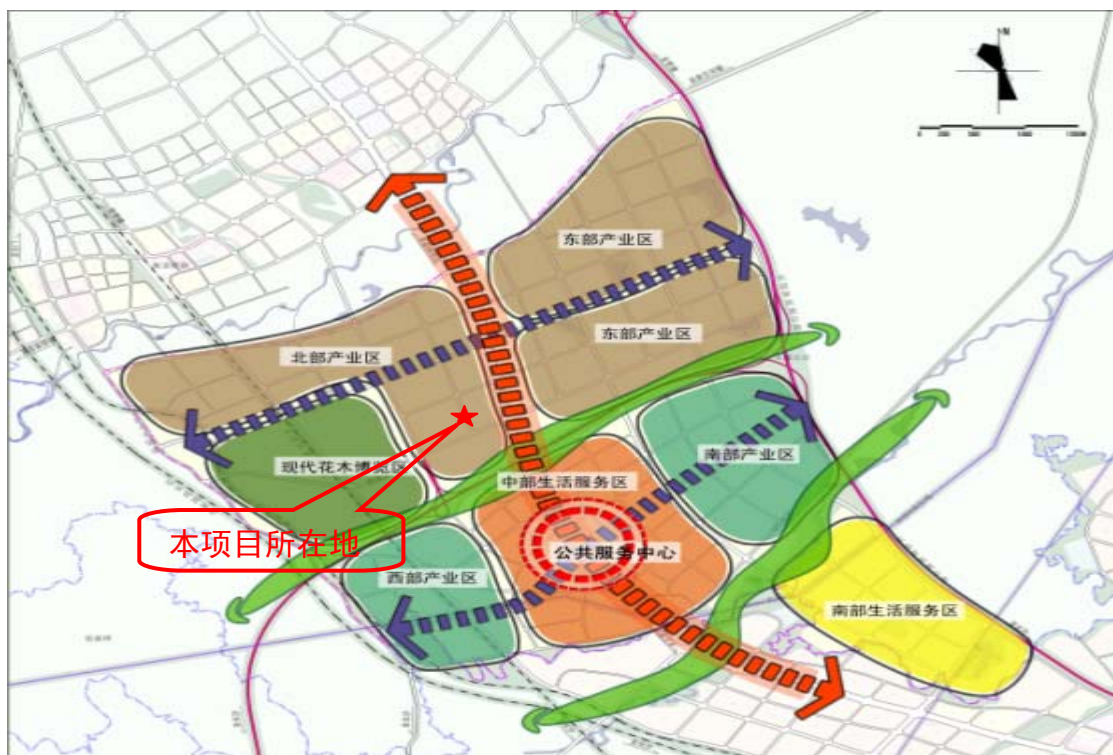 N
东部产业区
东部产业区
北部产业区
现代花木博览区
南部产业区
中部生活服务区
本项目所在地
公共服务中心
西部产业区
南部生活服务区